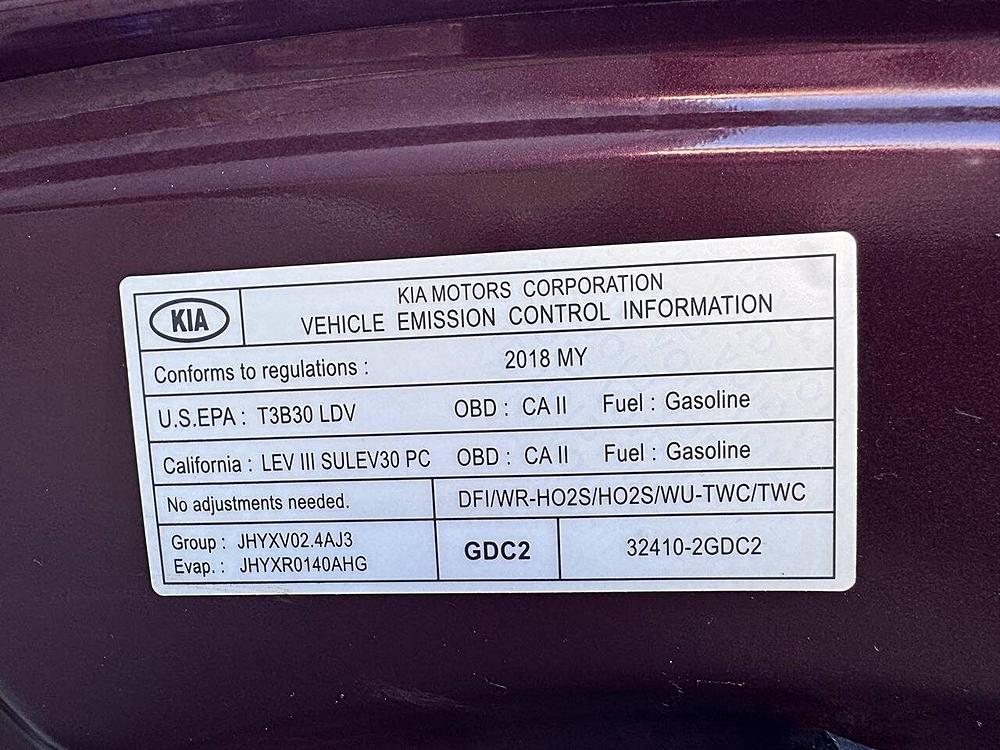 KIA
KIA MOTORS CORPORATION
VEHICLE EMISSION CONTROL INFORMATION
Conforms to regulations : 2018 MY
U.S.EPA : T3B30 LDV OBD : CA II Fuel : Gasoline
California : LEV III SULEV30 PC OBD : CA II Fuel : Gasoline
No adjustments needed. DFI/WR-HO2S/HO2S/WU-TWC/TWC
Group : JHYXV02.4AJ3
Evap. : JHYXR0140AHG
GDC2
32410-2GDC2